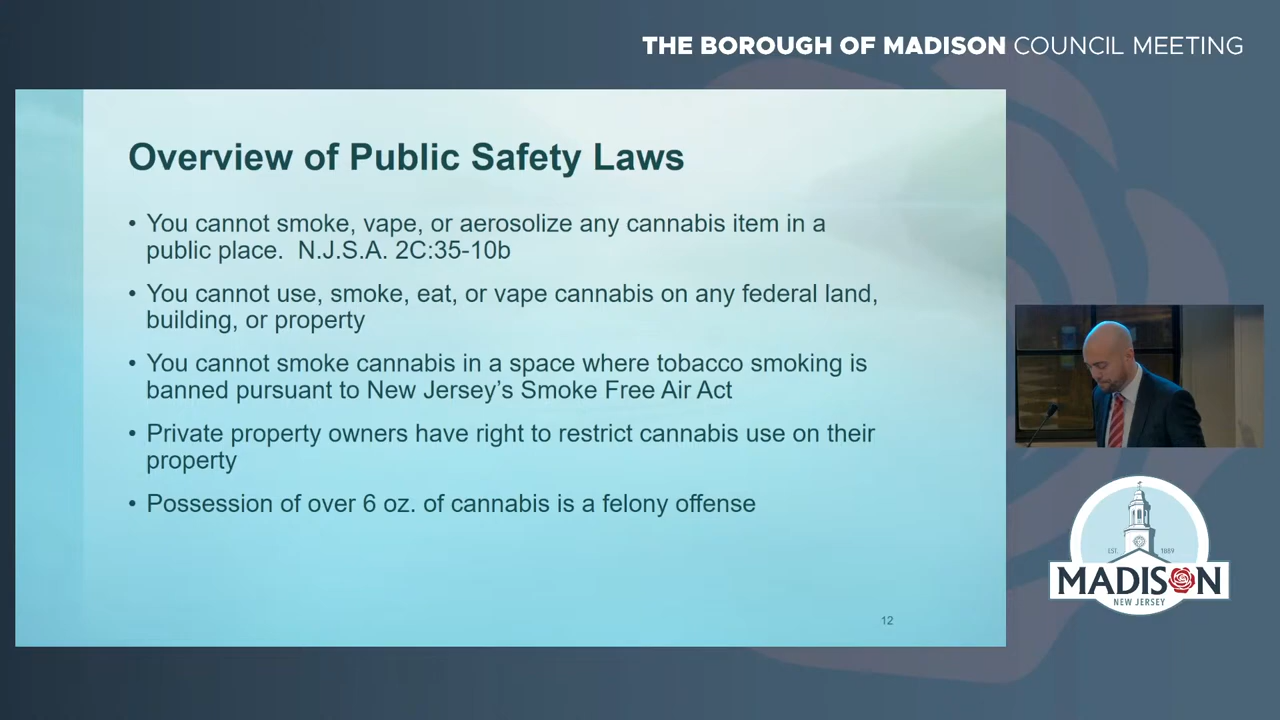 THE BOROUGH OF MADISON COUNCIL MEETING
Overview of Public Safety Laws
• You cannot smoke, vape, or aerosolize any cannabis item in a
public place.  N.J.S.A. 2C:35-10b
• You cannot use, smoke, eat, or vape cannabis on any federal land,
building, or property
• You cannot smoke cannabis in a space where tobacco smoking is
banned pursuant to New Jersey's Smoke Free Air Act
• Private property owners have right to restrict cannabis use on their
property
• Possession of over 6 oz. of cannabis is a felony offense
12
EST. 1889
MADISON
NEW JERSEY